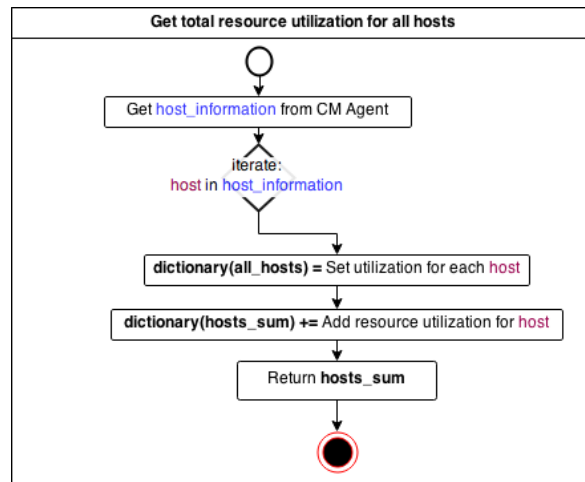 Get total resource utilization for all hosts
Get host_information from CM Agent
iterate:
host in host_information
dictionary(all_hosts) = Set utilization for each host
dictionary(hosts_sum) += Add resource utilization for host
Return hosts_sum